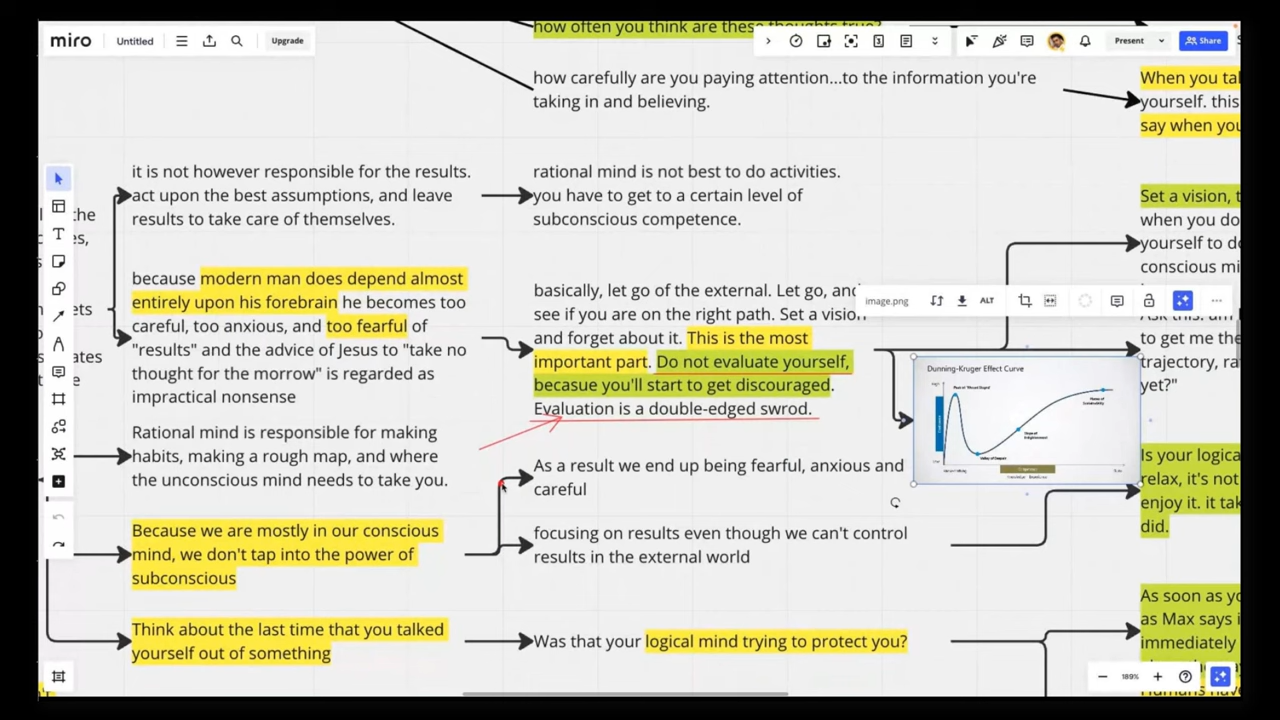 how often you think are these thoughts true?
miro
Untitled
Upgrade
Present
Share
how carefully are you paying attention...to the information you're
taking in and believing.
When you tal
yourself. this
say when you
it is not however responsible for the results.
act upon the best assumptions, and leave
results to take care of themselves.
rational mind is not best to do activities.
you have to get to a certain level of
subconscious competence.
Set a vision, t
when you do
yourself to do
conscious mi
the
es,
ets
ates
because modern man does depend almost
entirely upon his forebrain he becomes too
careful, too anxious, and too fearful of
"results" and the advice of Jesus to "take no
thought for the morrow" is regarded as
impractical nonsense
basically, let go of the external. Let go, and
see if you are on the right path. Set a vision
and forget about it. This is the most
important part. Do not evaluate yourself,
becasue you'll start to get discouraged.
Evaluation is a double-edged swrod.
image.png
ALT
to get me the
trajectory, ra
yet?"
Dunning-Kruger Effect Curve
Valley of Despair
Rational mind is responsible for making
habits, making a rough map, and where
the unconscious mind needs to take you.
As a result we end up being fearful, anxious and
careful
Is your logica
relax, it's not
enjoy it. it tak
did.
Because we are mostly in our conscious
mind, we don't tap into the power of
subconscious
focusing on results even though we can't control
results in the external world
Think about the last time that you talked
yourself out of something
Was that your logical mind trying to protect you?
As soon as yo
as Max says i
immediately
189%